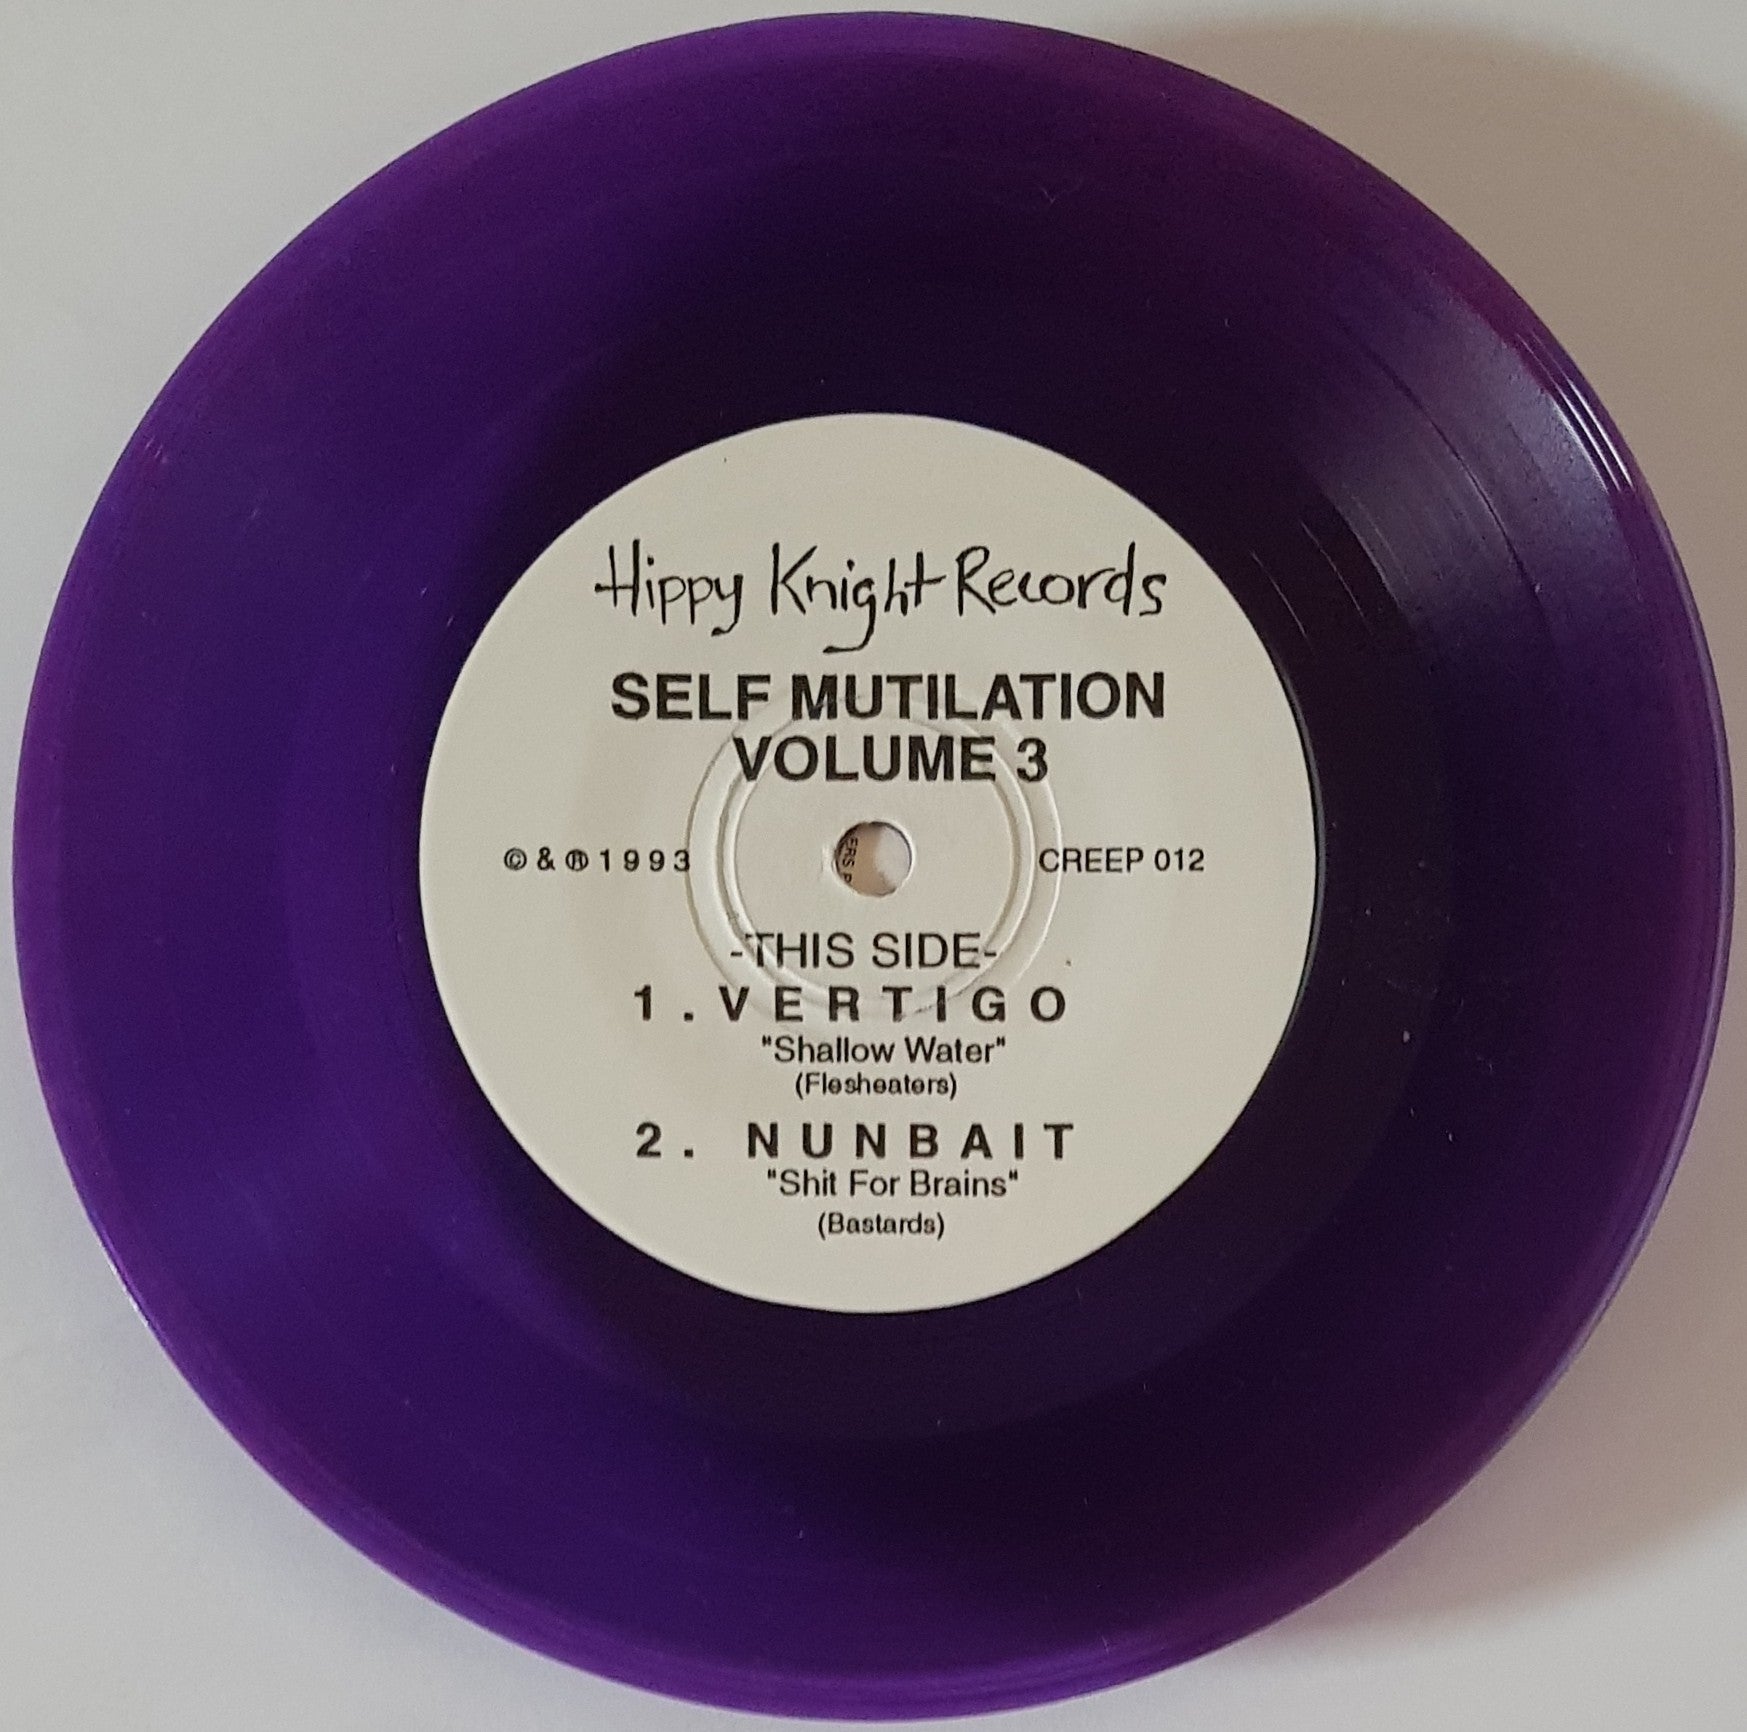 Hippy Knight Records
SELF MUTILATION
VOLUME 3
© & ® 1993
CREEP 012
-THIS SIDE-
1. VERTIGO
"Shallow Water"
(Flesheaters)
2. NUNBAIT
"Shit For Brains"
(Bastards)